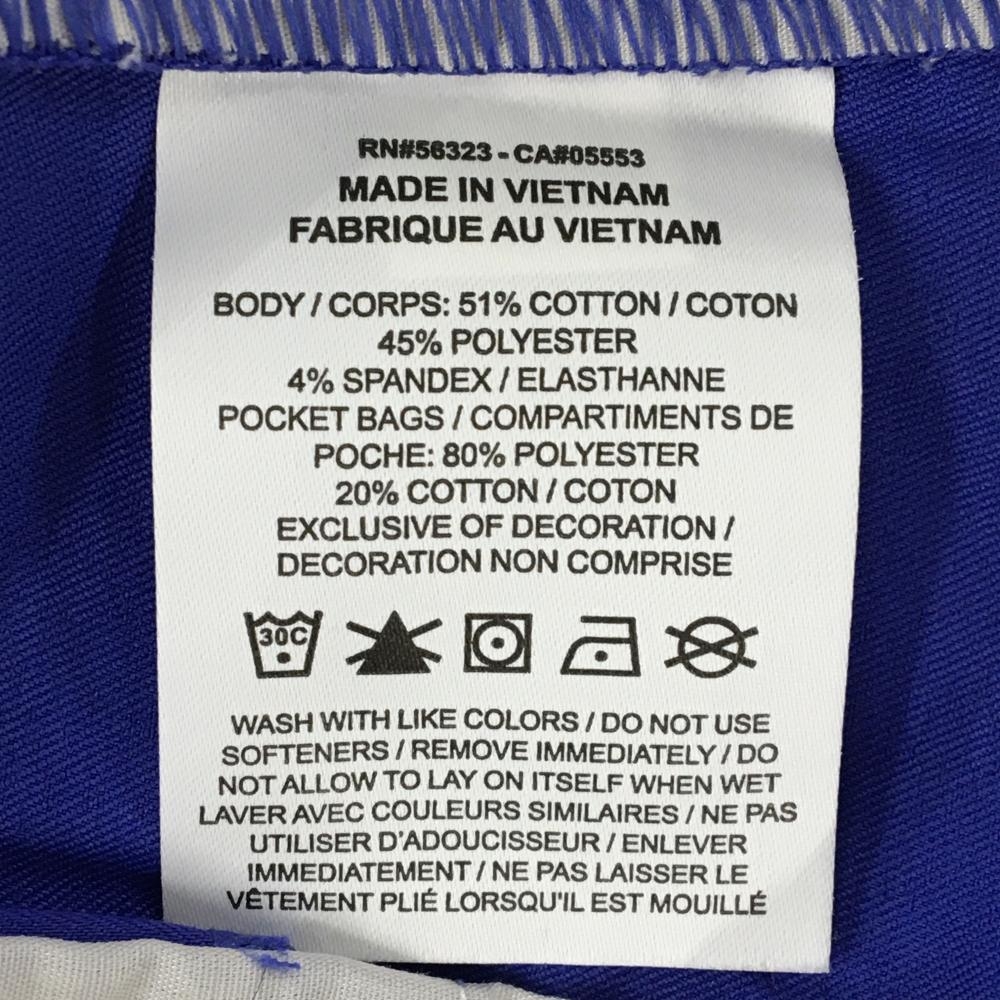 RN#56323 - CA#05553
MADE IN VIETNAM
FABRIQUE AU VIETNAM
BODY / CORPS: 51% COTTON / COTON
45% POLYESTER
4% SPANDEX / ELASTHANNE
POCKET BAGS / COMPARTIMENTS DE
POCHE: 80% POLYESTER
20% COTTON / COTON
EXCLUSIVE OF DECORATION /
DECORATION NON COMPRISE
30C
WASH WITH LIKE COLORS / DO NOT USE
SOFTENERS / REMOVE IMMEDIATELY / DO
NOT ALLOW TO LAY ON ITSELF WHEN WET
LAVER AVEC COULEURS SIMILAIRES / NE PAS
UTILISER D'ADOUCISSEUR / ENLEVER
IMMEDIATEMENT / NE PAS LAISSER LE
VÊTEMENT PLIÉ LORSQU'IL EST MOUILLÉ